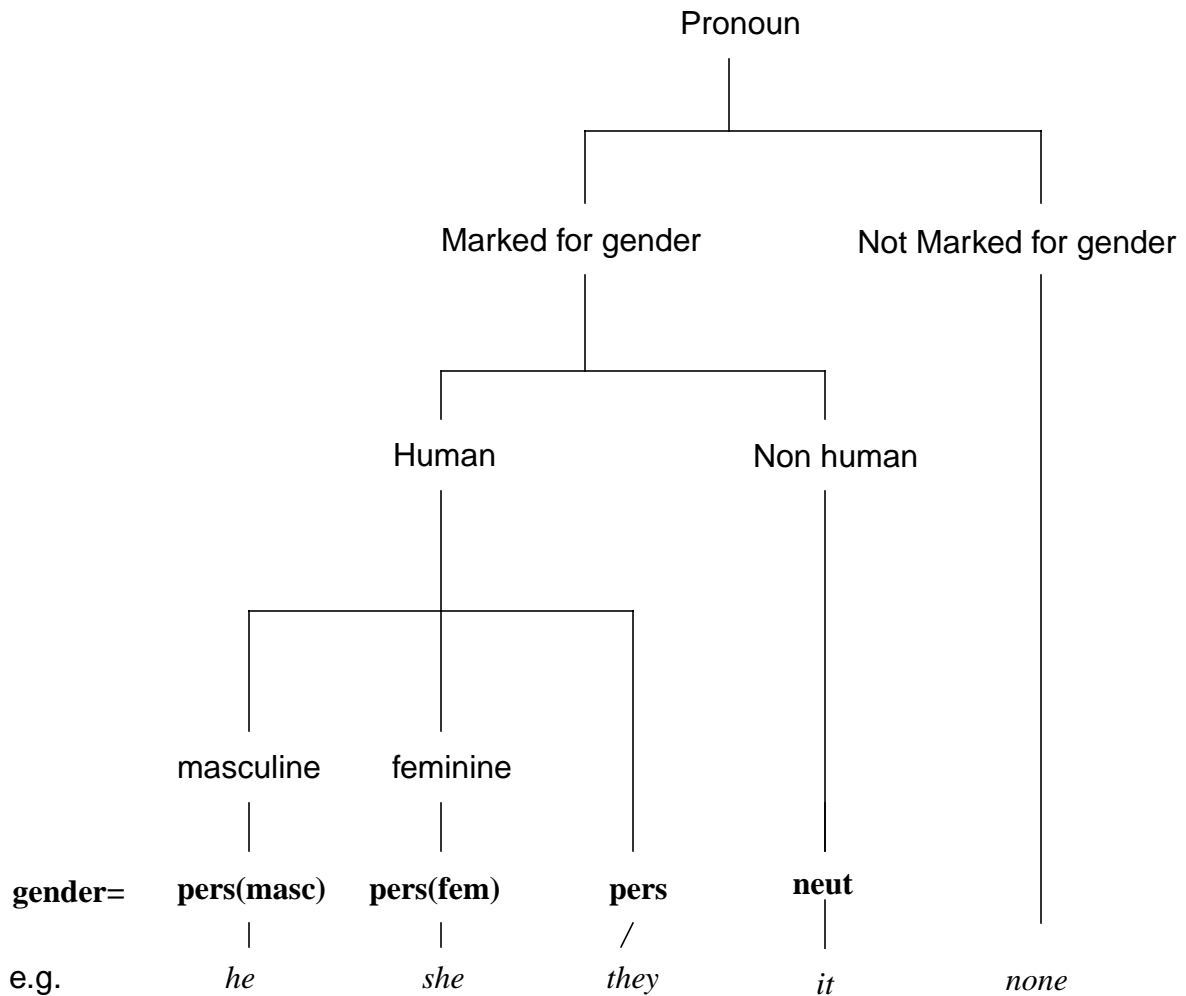 Pronoun
Marked for gender Not Marked for gender
Human Non human
masculine feminine
gender= pers(masc) pers(fem) pers neut
e.g. he she they it none